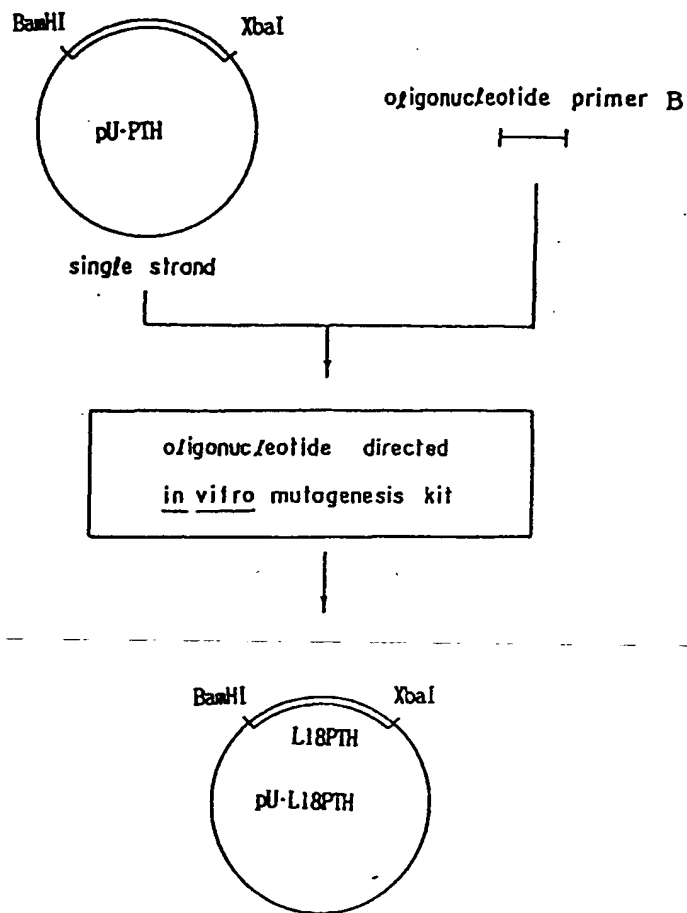 BamHI XbaI
pU·PTH
oligonucleotide primer B
single strand
oligonucleotide directed
in vitro mutagenesis kit
BamHI XbaI
L18PTH
pU·L18PTH